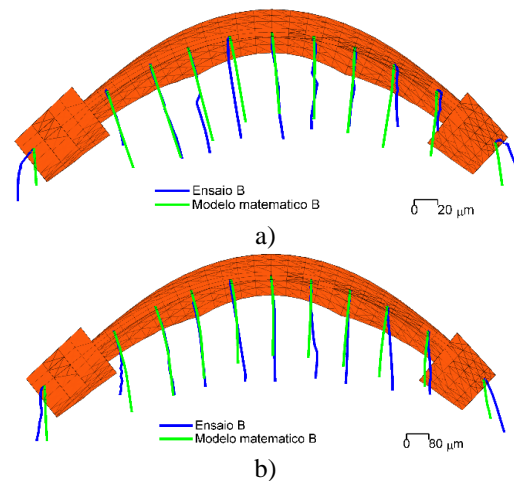 Ensaio B
Modelo matematico B
0 20 μm
a)
Ensaio B
Modelo matematico B
0 80 μm
b)